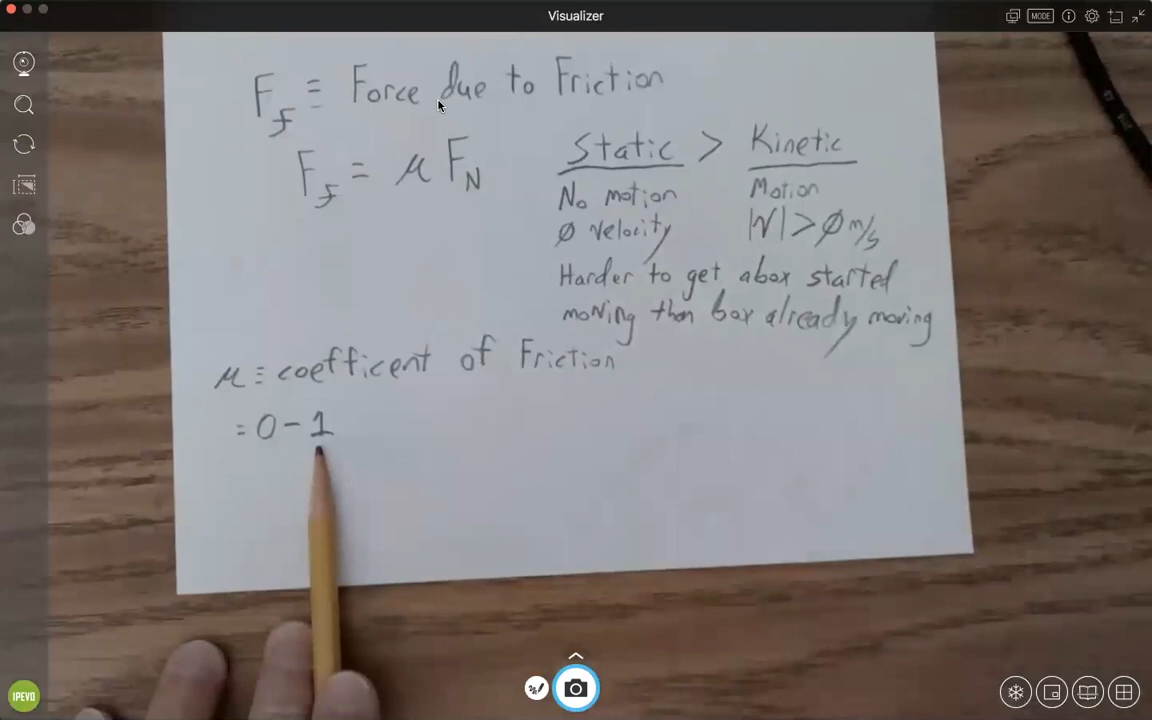 Visualizer
MODE
F_f ≡ Force due to Friction
F_f = μ F_N
Static > Kinetic
No motion
Ø velocity
Motion
|V| > Ø m/s
Harder to get a box started
moving than box already moving
μ ≡ coefficent of Friction
= 0 - 1
IPEVO